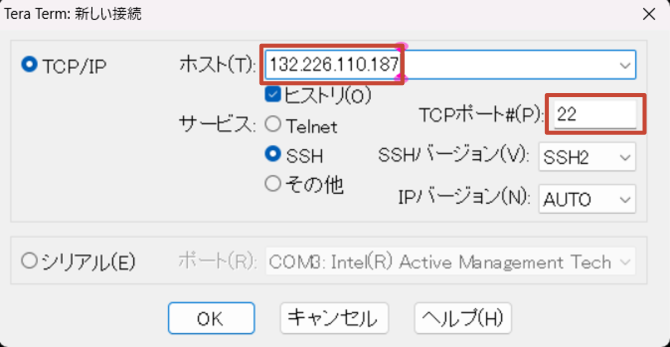 Tera Term: 新しい接続
TCP/IP
ホスト(T): 132.226.110.187
ヒストリ(O)
サービス: Telnet
TCPポート#(P): 22
SSH
SSHバージョン(V): SSH2
その他
IPバージョン(N): AUTO
シリアル(E)
ポート(R): COM3: Intel(R) Active Management Tech
OK
キャンセル
ヘルプ(H)